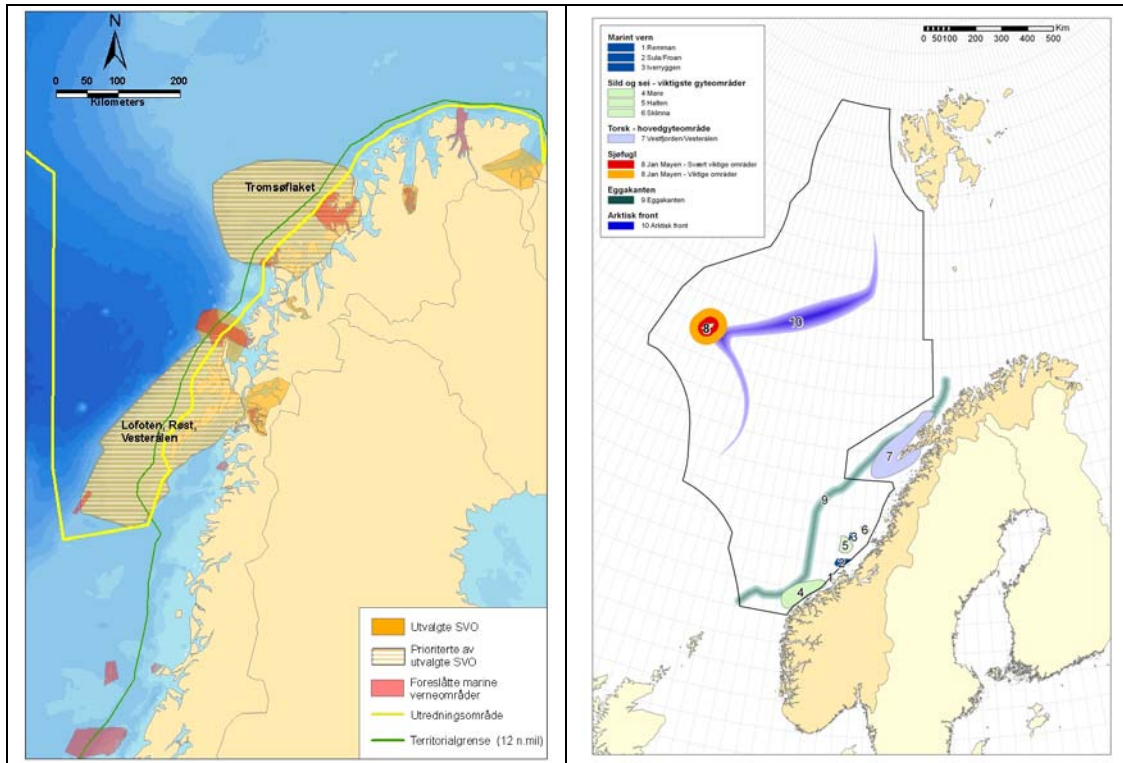 N
0 50 100 200
Kilometers
Tromsøflaket
Lofoten, Røst,
Vesterålen
Utvalgte SVO
Prioriterte av
utvalgte SVO
Foreslåtte marine
verneområder
Utredningsområde
Territorialgrense (12 n.mil)
Km
0 50 100 200 300 400 500
Marint vern
1 Remman
2 Sula/Froan
3 Iverryggen
Sild og sei - viktigste gyteområder
4 Møre
5 Halten
6 Sklinna
Torsk - hovedgyteområde
7 Vestfjorden/Vesterålen
Sjøfugl
8 Jan Mayen - Svært viktige områder
8 Jan Mayen - Viktige områder
Eggakanten
9 Eggakanten
Arktisk front
10 Arktisk front
8
10
7
9
6
3
5
2
1
4